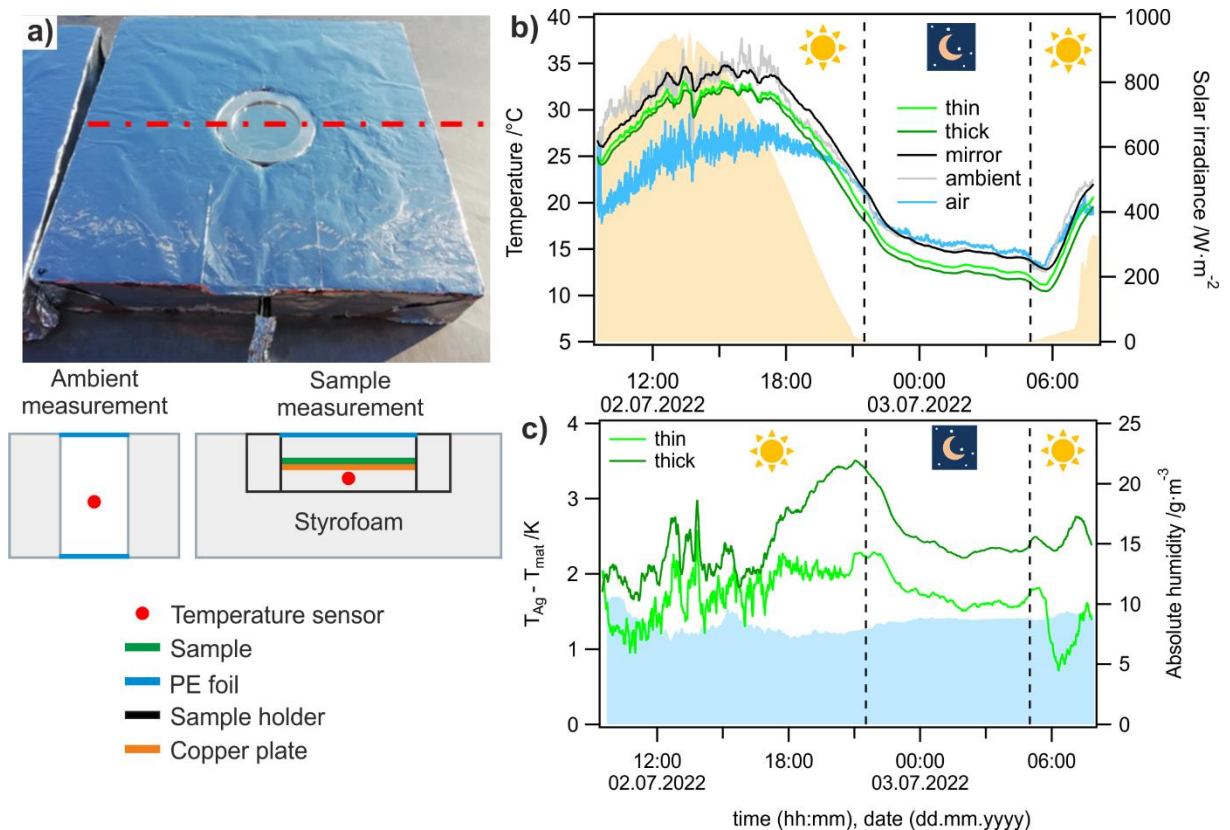 a)
Ambient
measurement
Sample
measurement
Styrofoam
Temperature sensor
Sample
PE foil
Sample holder
Copper plate
b)
40
35
30
25
20
15
10
5
Temperature /°C
1000
800
600
400
200
0
Solar irradiance /W·m⁻²
thin
thick
mirror
ambient
air
12:00
02.07.2022
18:00
00:00
03.07.2022
06:00
c)
4
3
2
1
0
T_Ag - T_mat /K
25
20
15
10
5
0
Absolute humidity /g·m⁻³
thin
thick
12:00
02.07.2022
18:00
00:00
03.07.2022
06:00
time (hh:mm), date (dd.mm.yyyy)